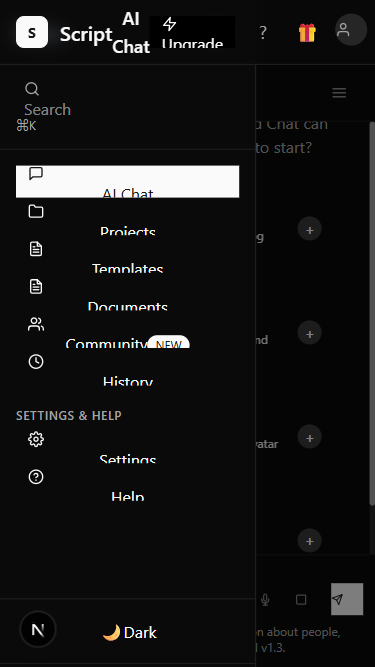 S
Script
AI
Chat
Upgrade
?
Search
⌘K
d Chat can
to start?
AI Chat
Projects
Templates
Documents
Community NEW
History
SETTINGS & HELP
Settings
Help
g
nd
vatar
+
+
+
+
N
🌙 Dark
on about people,
v1.3.